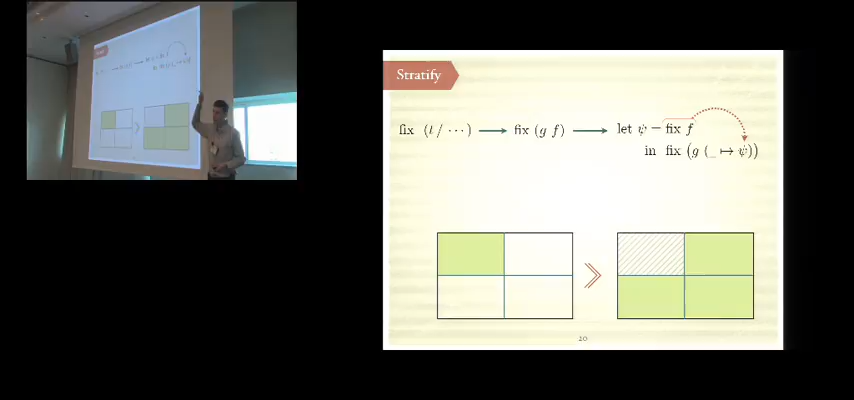 Stratify
fix (t / ⋯) ⟶ fix (g f) ⟶ let ψ = fix f
in fix (g (_ ↦ ψ))
20